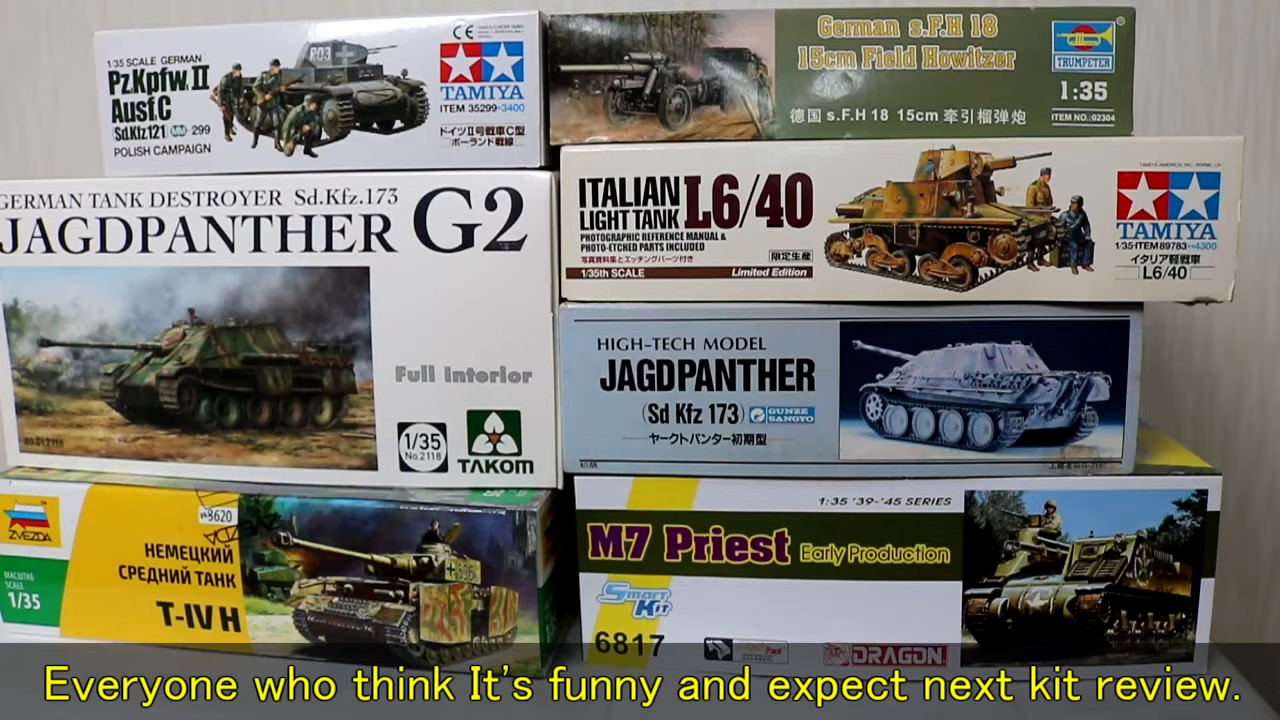 1/35 SCALE GERMAN
Pz.Kpfw.II
Ausf.C
Sd.Kfz.121 MM 299
POLISH CAMPAIGN
R03
CE
TAMIYA
ITEM 35299 3400
ドイツII号戦車C型
ポーランド戦線
German s.F.H 18
15cm Field Howitzer
德国 s.F.H 18 15cm 牵引榴弹炮
TRUMPETER
1:35
ITEM NO.:02304
GERMAN TANK DESTROYER Sd.Kfz.173
JAGDPANTHER G2
Full Interior
1/35
No.2118
TAKOM
ITALIAN
LIGHT TANK L6/40
PHOTOGRAPHIC REFERENCE MANUAL &
PHOTO-ETCHED PARTS INCLUDED
写真資料集とエッチングパーツ付き
限定生産
1/35th SCALE Limited Edition
TAMIYA
1/35 ITEM 89783 4300
イタリア軽戦車
L6/40
HIGH-TECH MODEL
JAGDPANTHER
(Sd Kfz 173) GUNZE SANGYO
ヤークトパンター初期型
ZVEZDA
МАСШТАБ
SCALE
1/35
3620
НЕМЕЦКИЙ
СРЕДНИЙ ТАНК
T-IV H
1:35 '39-'45 SERIES
M7 Priest Early Production
Smart
Kit
6817
DRAGON
Everyone who think It's funny and expect next kit review.